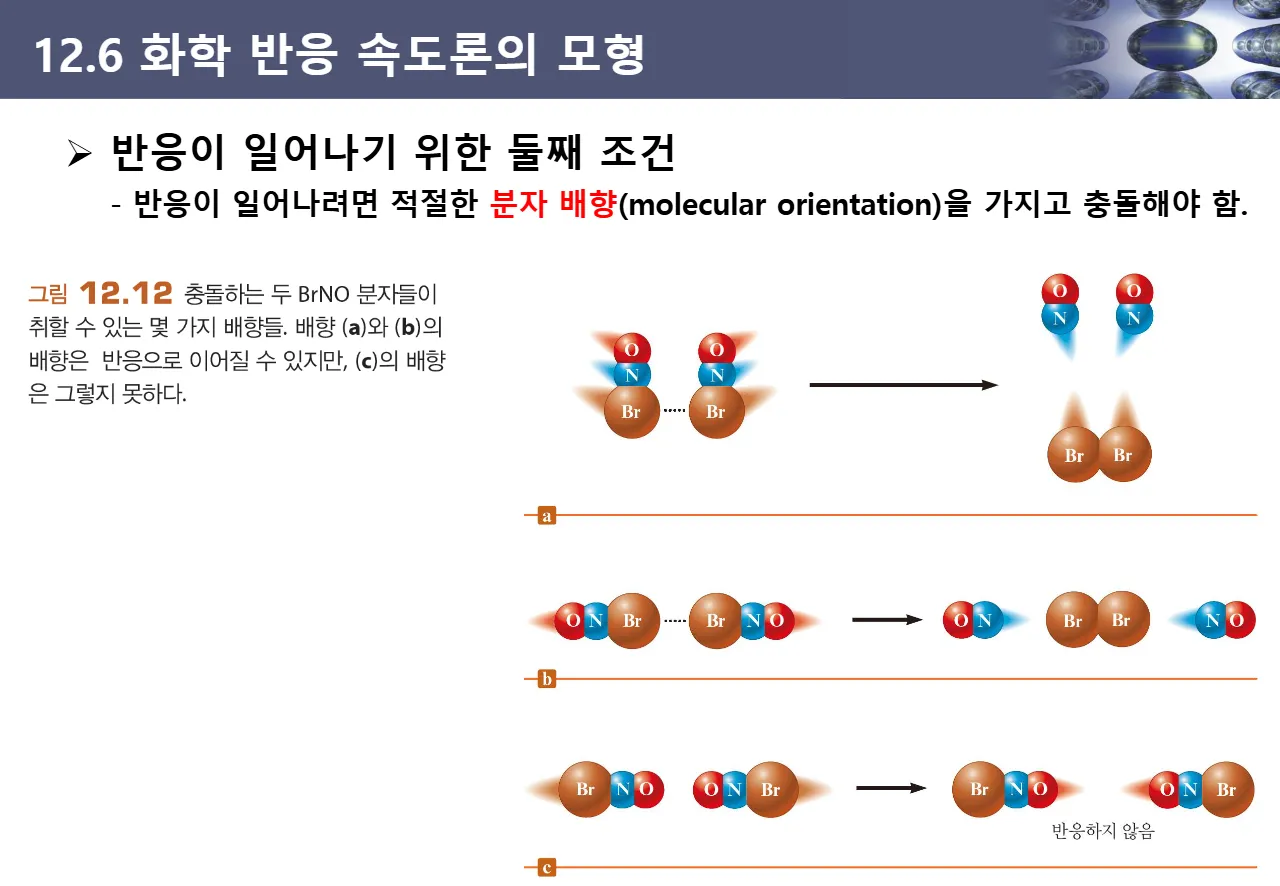 12.6 화학 반응 속도론의 모형
➢ 반응이 일어나기 위한 둘째 조건
- 반응이 일어나려면 적절한 분자 배향(molecular orientation)을 가지고 충돌해야 함.
그림 12.12 충돌하는 두 BrNO 분자들이
취할 수 있는 몇 가지 배향들. 배향 (a)와 (b)의
배향은 반응으로 이어질 수 있지만, (c)의 배향
은 그렇지 못하다.
O O O O
N N N N
Br Br Br Br
a
O N Br Br N O O N Br Br N O
b
Br N O O N Br Br N O O N Br
반응하지 않음
c